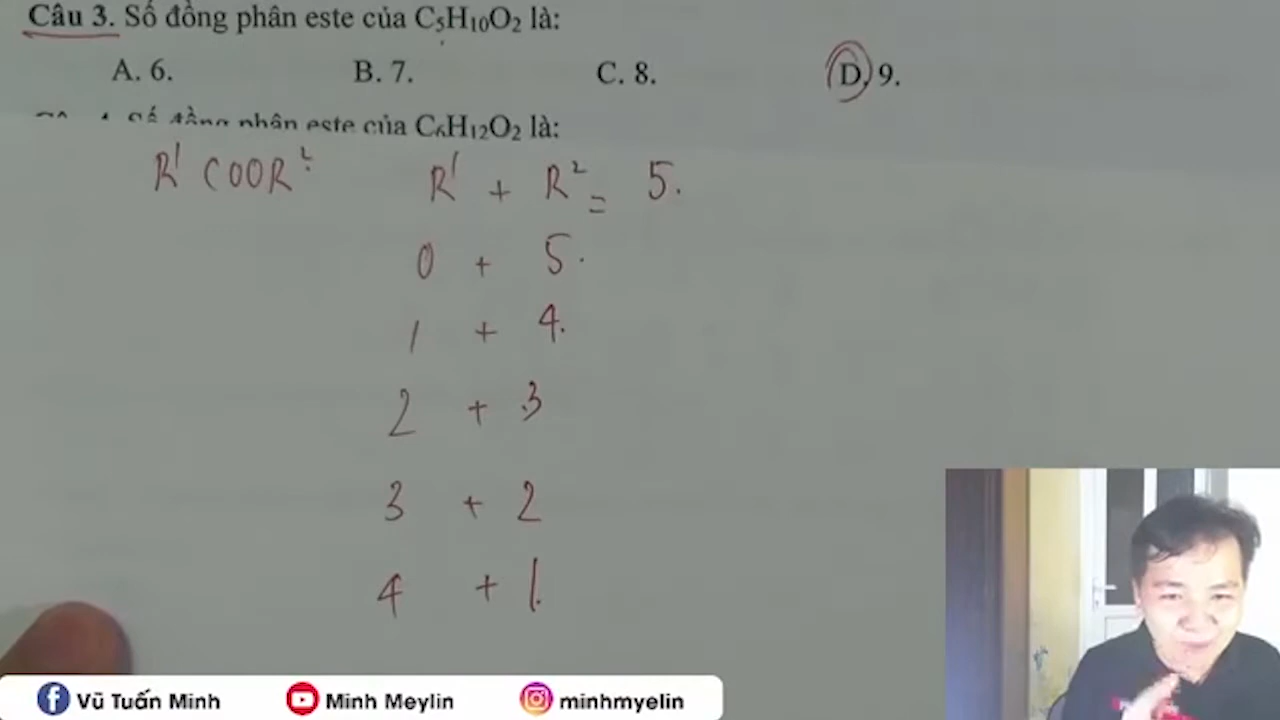 Câu 3. Số đồng phân este của C5H10O2 là:
A. 6. B. 7. C. 8. D. 9.
Số đồng phân este của C6H12O2 là:
R¹ COOR²
R¹ + R² = 5.
0 + 5.
1 + 4.
2 + 3
3 + 2
4 + 1.
Vũ Tuấn Minh Minh Meylin minhmyelin